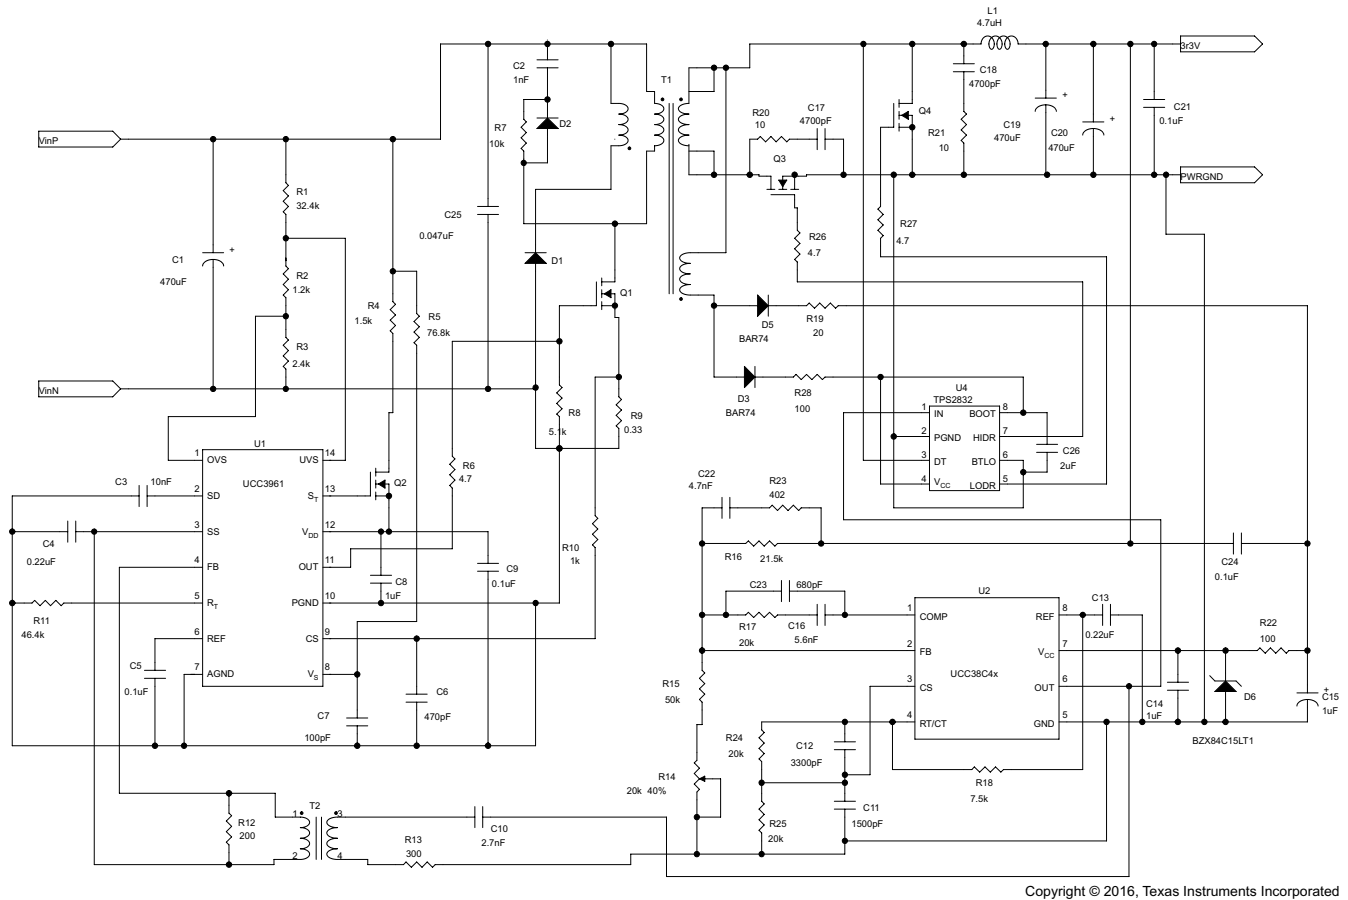 L1
4.7uH
3r3V
C2
1nF
T1
C18
4700pF
R20
10
C17
4700pF
Q4
C21
0.1uF
R7
10k
D2
C19
470uF
C20
470uF
R21
10
VinP
Q3
PWRGND
R1
32.4k
C25
0.047uF
R27
4.7
R26
4.7
C1
470uF
+
+
+
R2
1.2k
D1
Q1
R4
1.5k
R5
76.8k
D5
BAR74
R19
20
R3
2.4k
VinN
D3
BAR74
R28
100
U4
TPS2832
1 IN BOOT 8
2 PGND HIDR 7
3 DT BTLO 6
4 VCC LODR 5
C26
2uF
R8
5.1k
R9
0.33
U1
UCC3961
1 OVS UVS 14
2 SD ST 13
3 SS VDD 12
4 FB OUT 11
5 RT PGND 10
6 REF CS 9
7 AGND VS 8
C3 10nF
Q2
R6
4.7
C22
4.7nF
R23
402
C4
0.22uF
R10
1k
R16 21.5k
C24
0.1uF
C8
1uF
C9
0.1uF
C23 680pF
U2
UCC38C4x
1 COMP REF 8
2 FB VCC 7
3 CS OUT 6
4 RT/CT GND 5
C13
0.22uF
R11
46.4k
R17
20k
C16
5.6nF
R22
100
C5
0.1uF
R15
50k
C6
470pF
C7
100pF
C14
1uF
D6
+
C15
1uF
BZX84C15LT1
R24
20k
C12
3300pF
R14
20k 40%
R18
7.5k
R12
200
T2
1
2
3
4
C10
2.7nF
R13
300
R25
20k
C11
1500pF
Copyright © 2016, Texas Instruments Incorporated